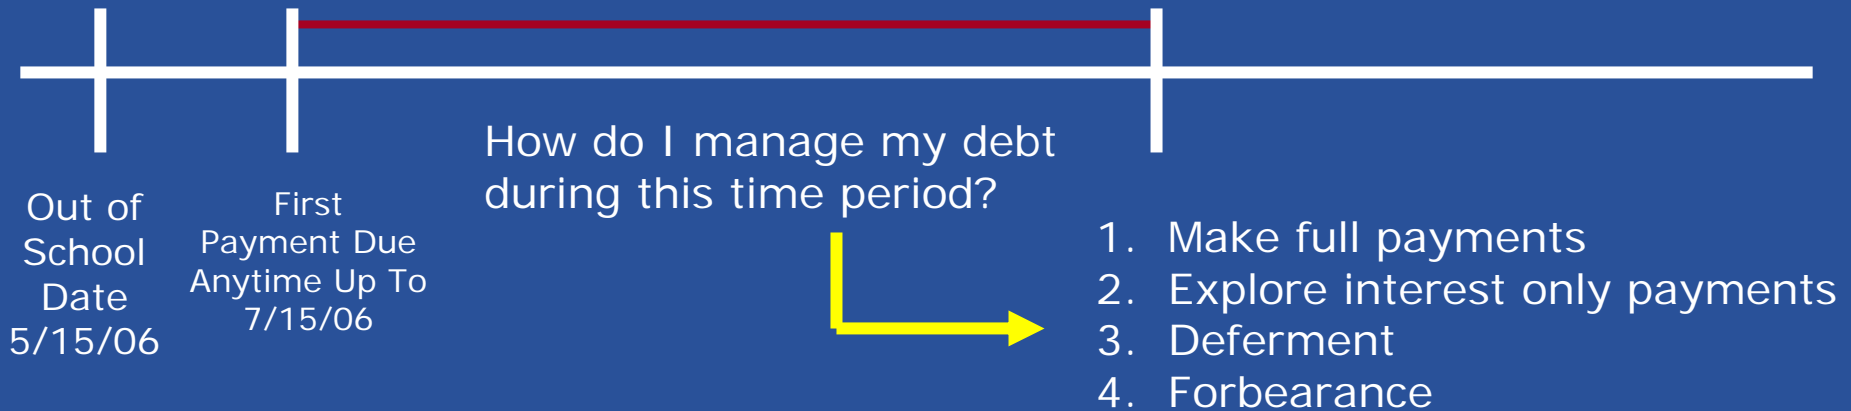 Out of
School
Date
5/15/06
First
Payment Due
Anytime Up To
7/15/06
How do I manage my debt
during this time period?
1. Make full payments
2. Explore interest only payments
3. Deferment
4. Forbearance